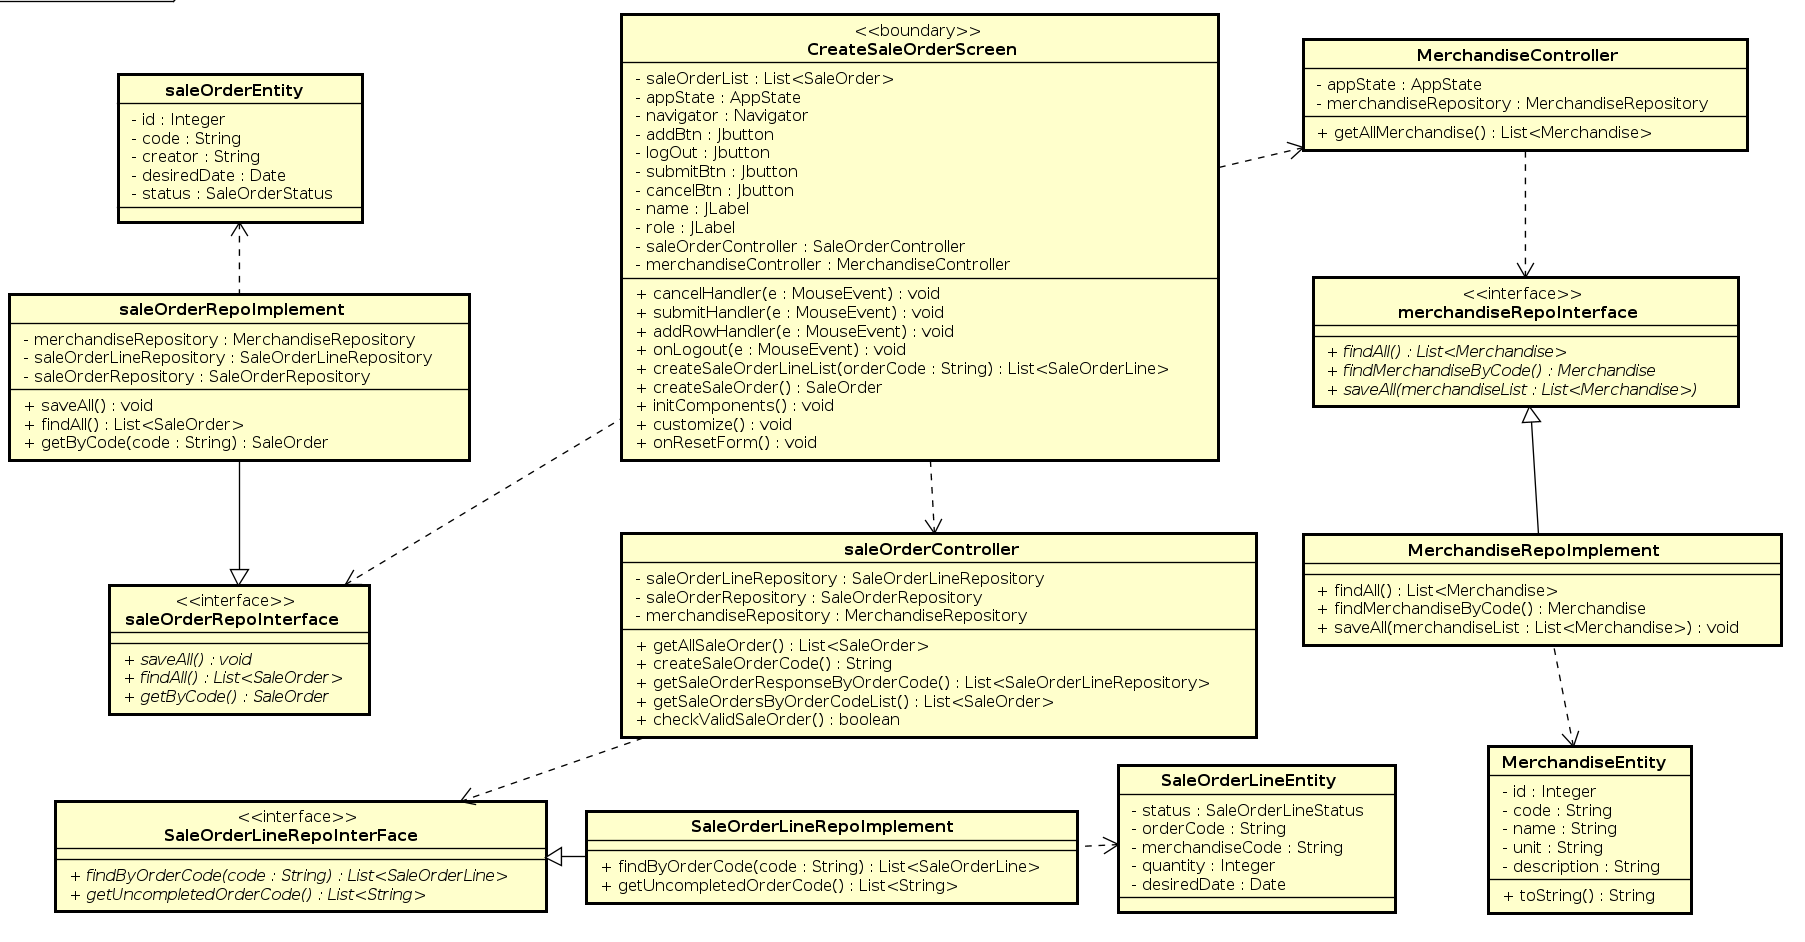 saleOrderEntity
- id : Integer
- code : String
- creator : String
- desiredDate : Date
- status : SaleOrderStatus
<<boundary>>
CreateSaleOrderScreen
- saleOrderList : List<SaleOrder>
- appState : AppState
- navigator : Navigator
- addBtn : Jbutton
- logOut : Jbutton
- submitBtn : Jbutton
- cancelBtn : Jbutton
- name : JLabel
- role : JLabel
- saleOrderController : SaleOrderController
- merchandiseController : MerchandiseController
+ cancelHandler(e : MouseEvent) : void
+ submitHandler(e : MouseEvent) : void
+ addRowHandler(e : MouseEvent) : void
+ onLogout(e : MouseEvent) : void
+ createSaleOrderLineList(orderCode : String) : List<SaleOrderLine>
+ createSaleOrder() : SaleOrder
+ initComponents() : void
+ customize() : void
+ onResetForm() : void
MerchandiseController
- appState : AppState
- merchandiseRepository : MerchandiseRepository
+ getAllMerchandise() : List<Merchandise>
saleOrderRepoImplement
- merchandiseRepository : MerchandiseRepository
- saleOrderLineRepository : SaleOrderLineRepository
- saleOrderRepository : SaleOrderRepository
+ saveAll() : void
+ findAll() : List<SaleOrder>
+ getByCode(code : String) : SaleOrder
<<interface>>
merchandiseRepoInterface
+ findAll() : List<Merchandise>
+ findMerchandiseByCode() : Merchandise
+ saveAll(merchandiseList : List<Merchandise>)
<<interface>>
saleOrderRepoInterface
+ saveAll() : void
+ findAll() : List<SaleOrder>
+ getByCode() : SaleOrder
saleOrderController
- saleOrderLineRepository : SaleOrderLineRepository
- saleOrderRepository : SaleOrderRepository
- merchandiseRepository : MerchandiseRepository
+ getAllSaleOrder() : List<SaleOrder>
+ createSaleOrderCode() : String
+ getSaleOrderResponseByOrderCode() : List<SaleOrderLineRepository>
+ getSaleOrdersByOrderCodeList() : List<SaleOrder>
+ checkValidSaleOrder() : boolean
MerchandiseRepoImplement
+ findAll() : List<Merchandise>
+ findMerchandiseByCode() : Merchandise
+ saveAll(merchandiseList : List<Merchandise>) : void
<<interface>>
SaleOrderLineRepoInterFace
+ findByOrderCode(code : String) : List<SaleOrderLine>
+ getUncompletedOrderCode() : List<String>
SaleOrderLineRepoImplement
+ findByOrderCode(code : String) : List<SaleOrderLine>
+ getUncompletedOrderCode() : List<String>
SaleOrderLineEntity
- status : SaleOrderLineStatus
- orderCode : String
- merchandiseCode : String
- quantity : Integer
- desiredDate : Date
MerchandiseEntity
- id : Integer
- code : String
- name : String
- unit : String
- description : String
+ toString() : String